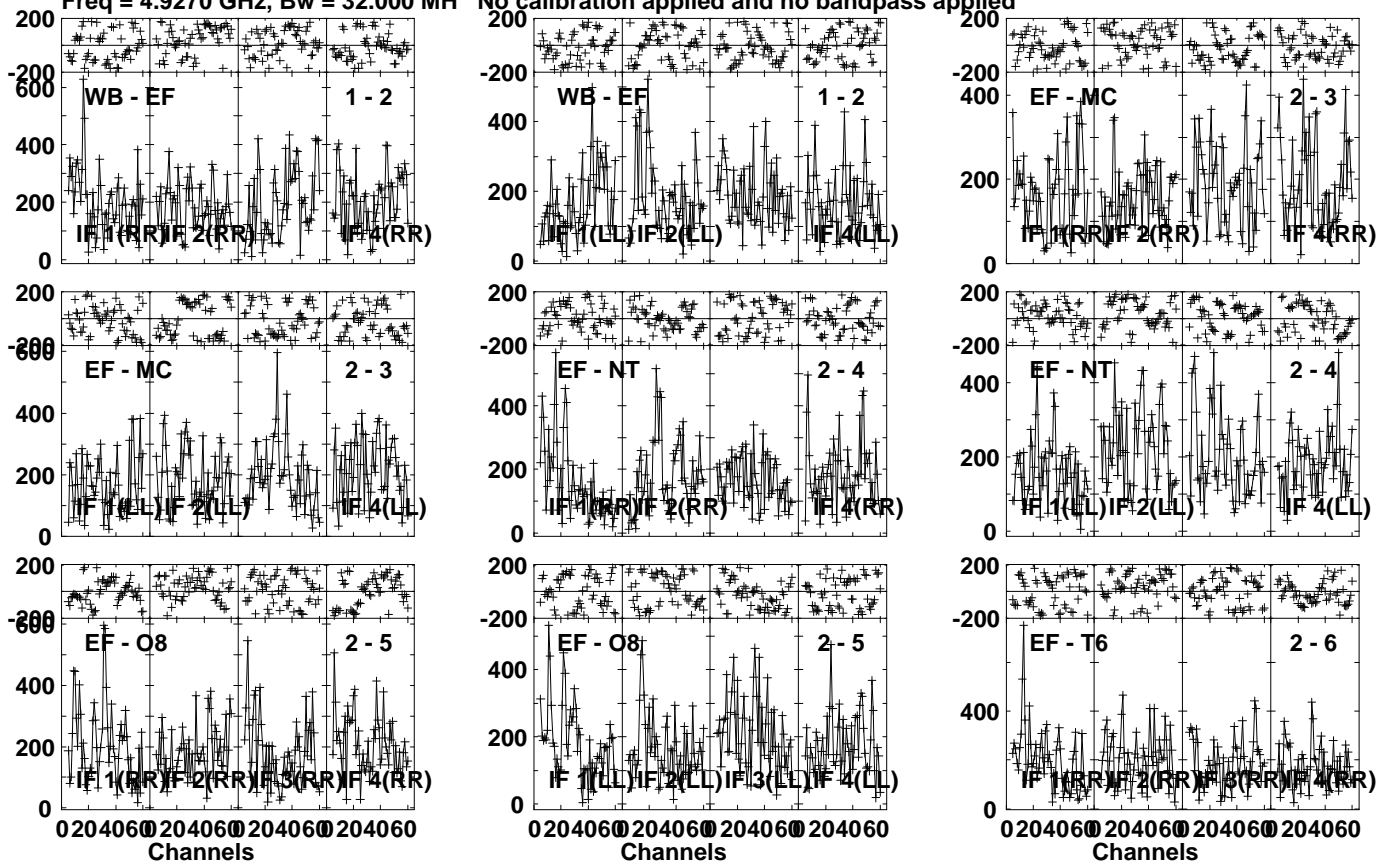 Freq = 4.9270 GHz, Bw = 32.000 MH No calibration applied and no bandpass applied
200
-200
600
400
200
0
WB - EF 1 - 2
IF 1(RR) IF 2(RR) IF 4(RR)
400
200
0
WB - EF 1 - 2
IF 1(LL) IF 2(LL) IF 4(LL)
200
-200
400
200
0
EF - MC 2 - 3
IF 1(RR) IF 2(RR) IF 4(RR)
200
-200
600
400
200
0
EF - MC 2 - 3
IF 1(LL) IF 2(LL) IF 4(LL)
400
200
0
EF - NT 2 - 4
IF 1(RR) IF 2(RR) IF 4(RR)
200
-200
400
200
0
EF - NT 2 - 4
IF 1(LL) IF 2(LL) IF 4(LL)
200
-200
600
400
200
0
EF - O8 2 - 5
IF 1(RR) IF 2(RR) IF 3(RR) IF 4(RR)
0 20 40 60 0 20 40 60 0 20 40 60 0 20 40 60
Channels
200
-200
400
200
0
EF - O8 2 - 5
IF 1(LL) IF 2(LL) IF 3(LL) IF 4(LL)
0 20 40 60 0 20 40 60 0 20 40 60 0 20 40 60
Channels
200
-200
400
0
EF - T6 2 - 6
IF 1(RR) IF 2(RR) IF 3(RR) IF 4(RR)
0 20 40 60 0 20 40 60 0 20 40 60 0 20 40 60
Channels